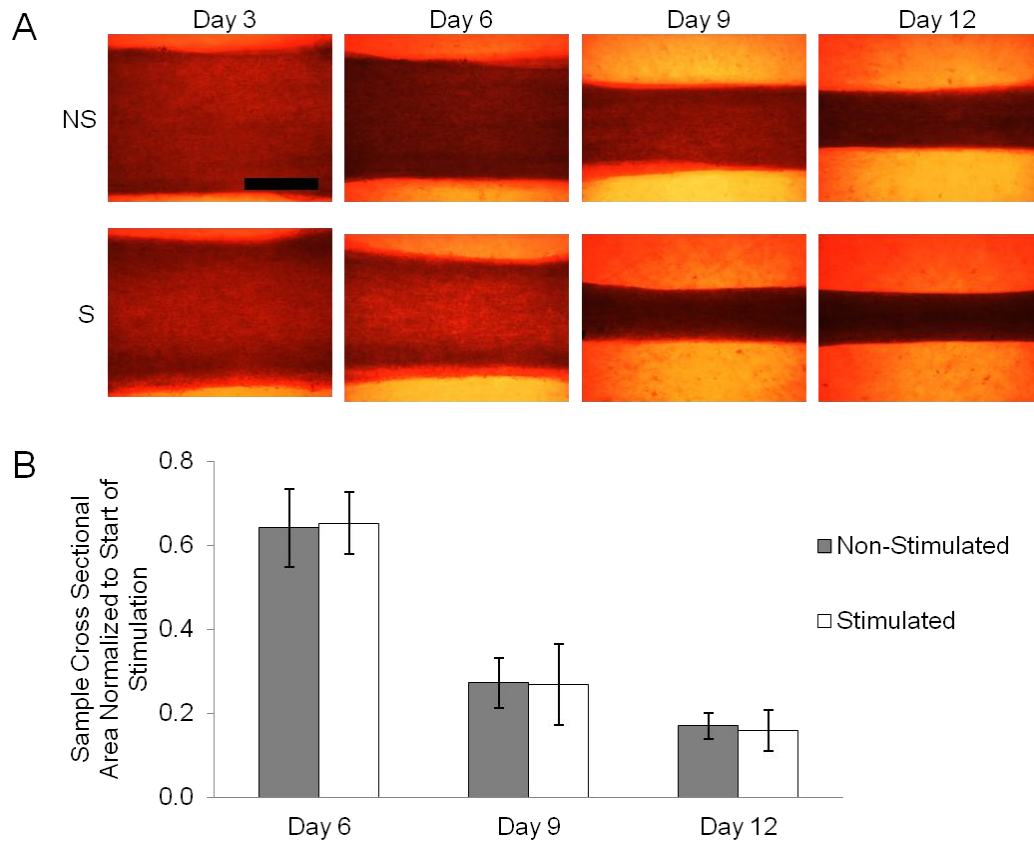 A
Day 3
Day 6
Day 9
Day 12
NS
S
B
Sample Cross Sectional
Area Normalized to Start of
Stimulation
0.8
0.6
0.4
0.2
0.0
Day 6
Day 9
Day 12
Non-Stimulated
Stimulated